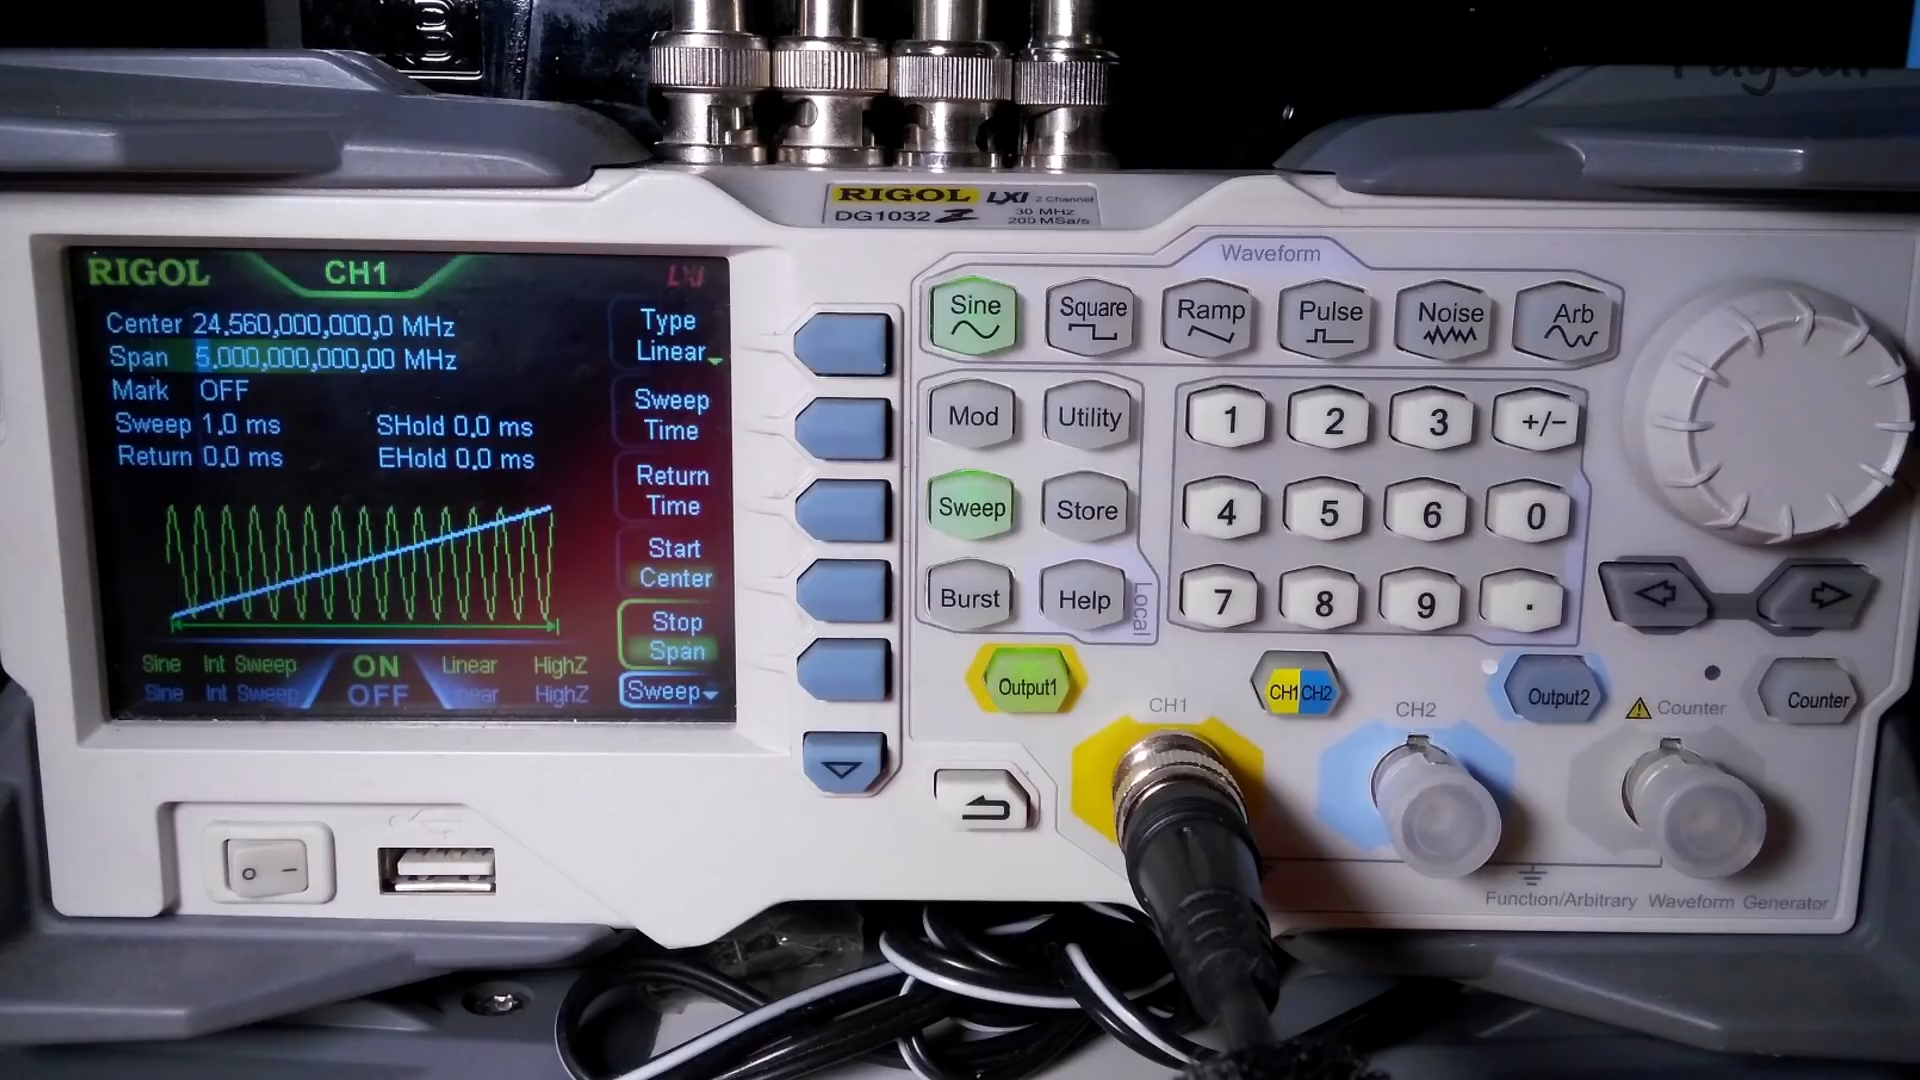 RIGOL LXI 2 Channel
DG1032 Z 30 MHz
200 MSa/s
RIGOL CH1 LXI
Center 24,560,000,000,0 MHz
Span 5,000,000,000,00 MHz
Mark OFF
Sweep 1,0 ms SHold 0,0 ms
Return 0,0 ms EHold 0,0 ms
Type
Linear
Sweep
Time
Return
Time
Start
Center
Stop
Span
Sweep
Sine Int Sweep ON Linear HighZ
Sine Int Sweep OFF Linear HighZ
Waveform
Sine Square Ramp Pulse Noise Arb
Mod Utility
Sweep Store
Burst Help
Local
1 2 3 +/-
4 5 6 0
7 8 9 .
Output1 CH1 CH2 Output2 Counter
CH1 CH2 Counter
Function/Arbitrary Waveform Generator